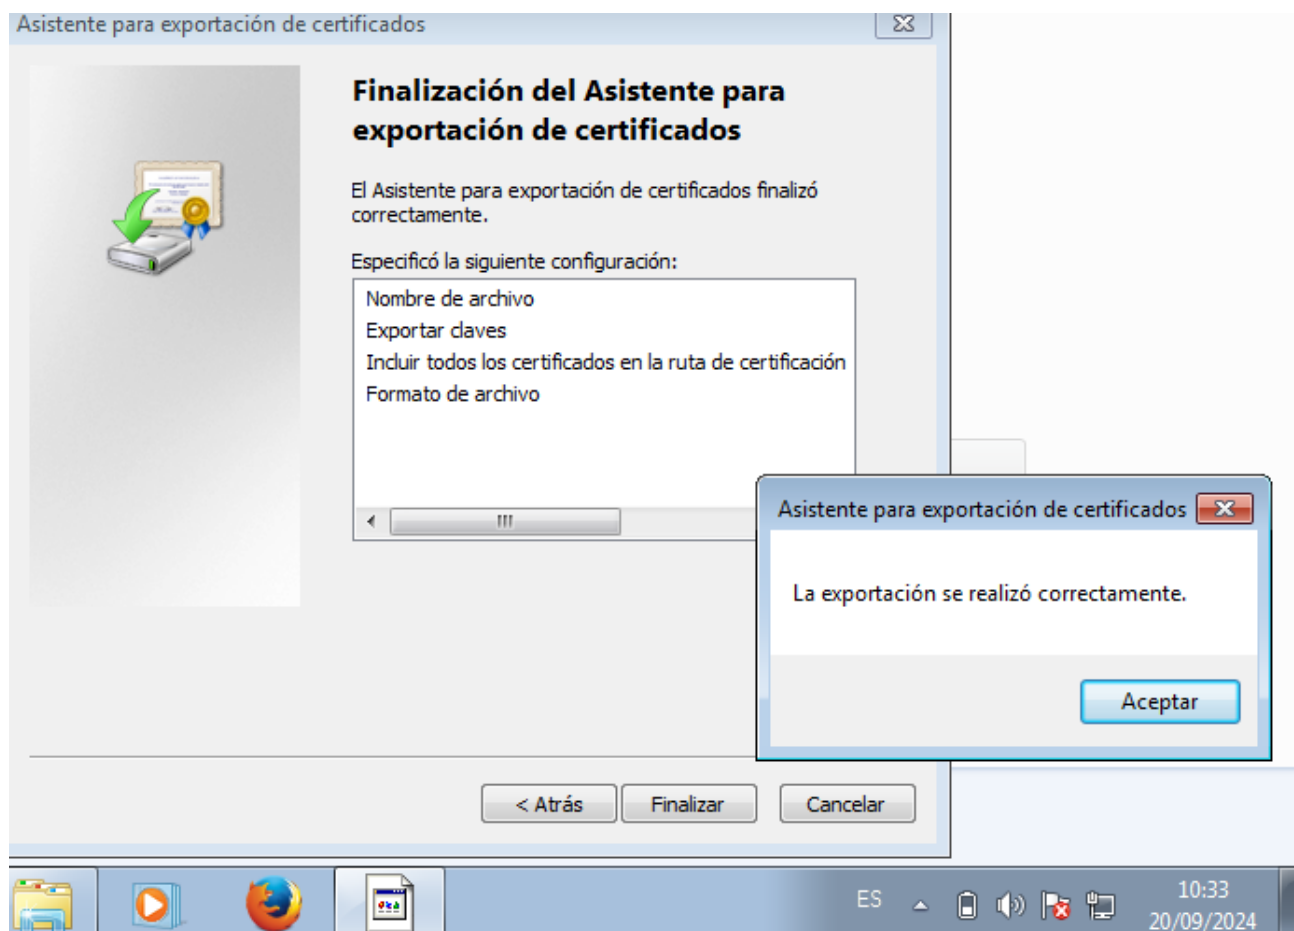 Asistente para exportación de certificados
Finalización del Asistente para
exportación de certificados
El Asistente para exportación de certificados finalizó
correctamente.
Especificó la siguiente configuración:
Nombre de archivo
Exportar claves
Incluir todos los certificados en la ruta de certificación
Formato de archivo
Asistente para exportación de certificados
La exportación se realizó correctamente.
Aceptar
< Atrás
Finalizar
Cancelar
ES
10:33
20/09/2024